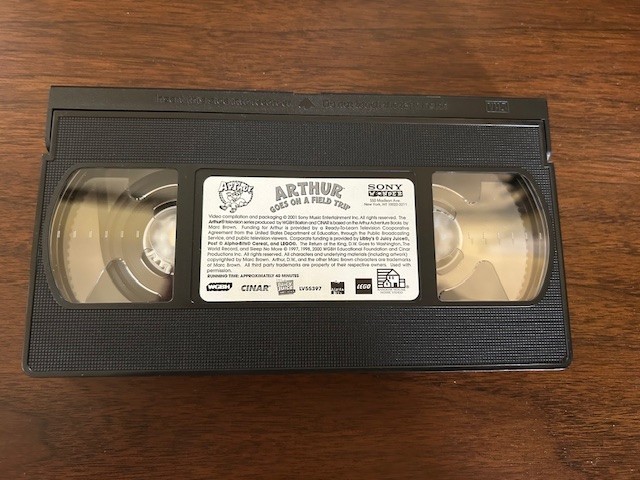 VHS
ARTHUR
ARTHUR
GOES ON A FIELD TRIP
SONY
WONDER
550 Madison Ave.
New York, NY 10022-3211
Video compilation and packaging © 2001 Sony Music Entertainment Inc. All rights reserved. The
Arthur® television series produced by WGBH Boston and CINAR is based on the Arthur Adventure Books by
Marc Brown. Funding for Arthur is provided by a Ready-To-Learn Television Cooperative
Agreement from the United States Department of Education, through the Public Broadcasting
Service, and public television viewers. Corporate funding is provided by Libby's® Juicy Juice®,
Post® Alpha-Bits® Cereal, and LEGO®. The Return of the King, D.W. Goes to Washington, The
World Record, and Sleep No More © 1997, 1998, 2000 WGBH Educational Foundation and Cinar
Productions Inc. All rights reserved. All characters and underlying materials (including artwork)
copyrighted by Marc Brown. Arthur, D.W., and the other Marc Brown characters are trademarks
of Marc Brown. All third party trademarks are property of their respective owners. Used with
permission.
RUNNING TIME: APPROXIMATELY 40 MINUTES
WGBH
CINAR
JUICY JUICE
LV55397
LEGO